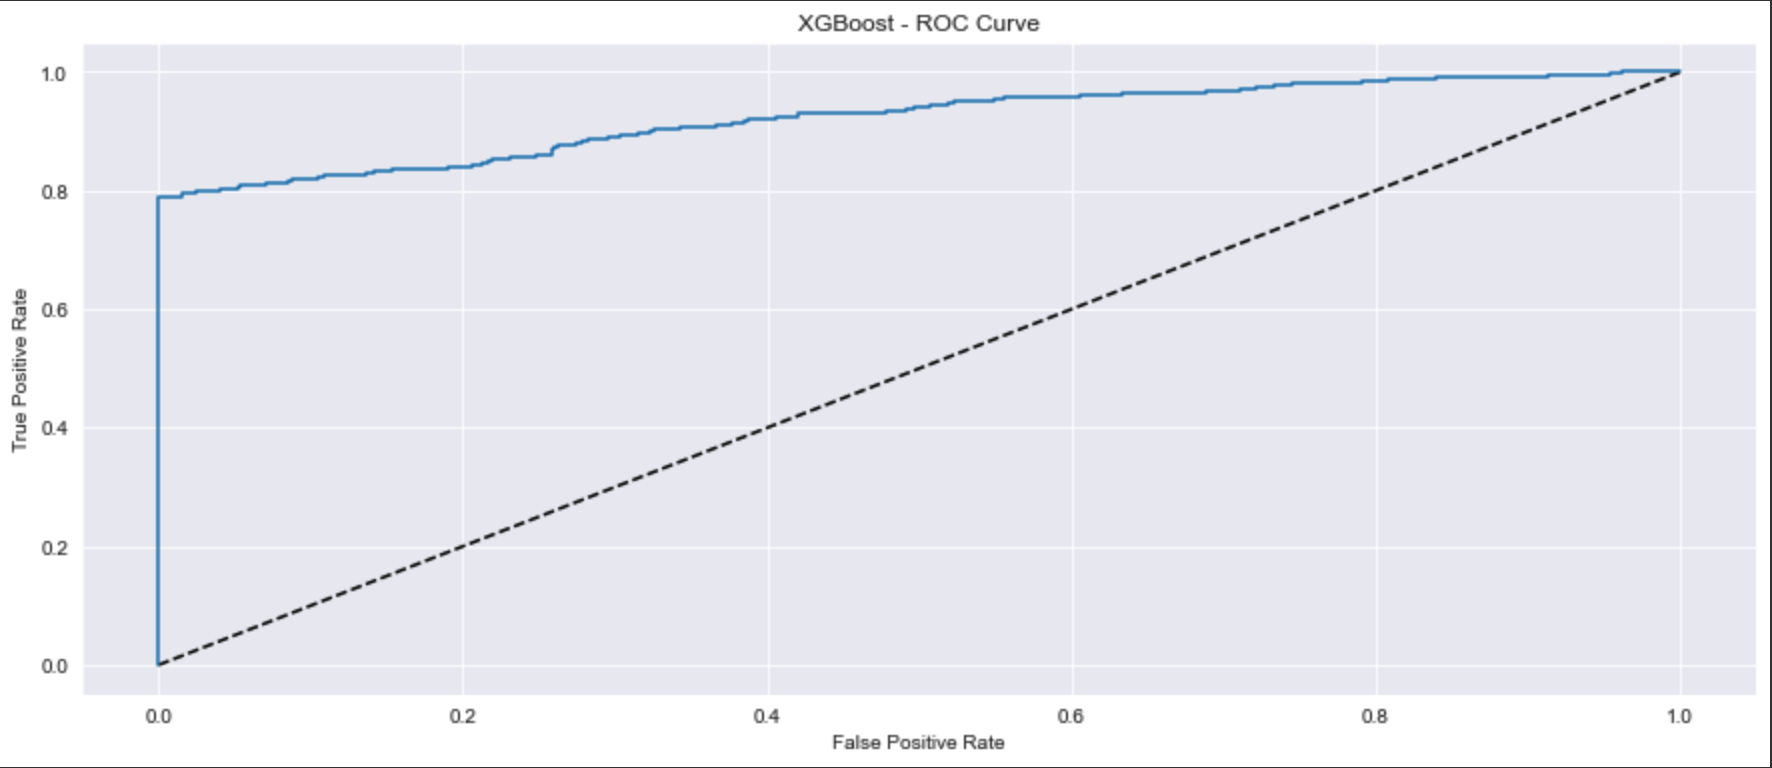 XGBoost - ROC Curve
True Positive Rate
1.0
0.8
0.6
0.4
0.2
0.0
0.0 0.2 0.4 0.6 0.8 1.0
False Positive Rate